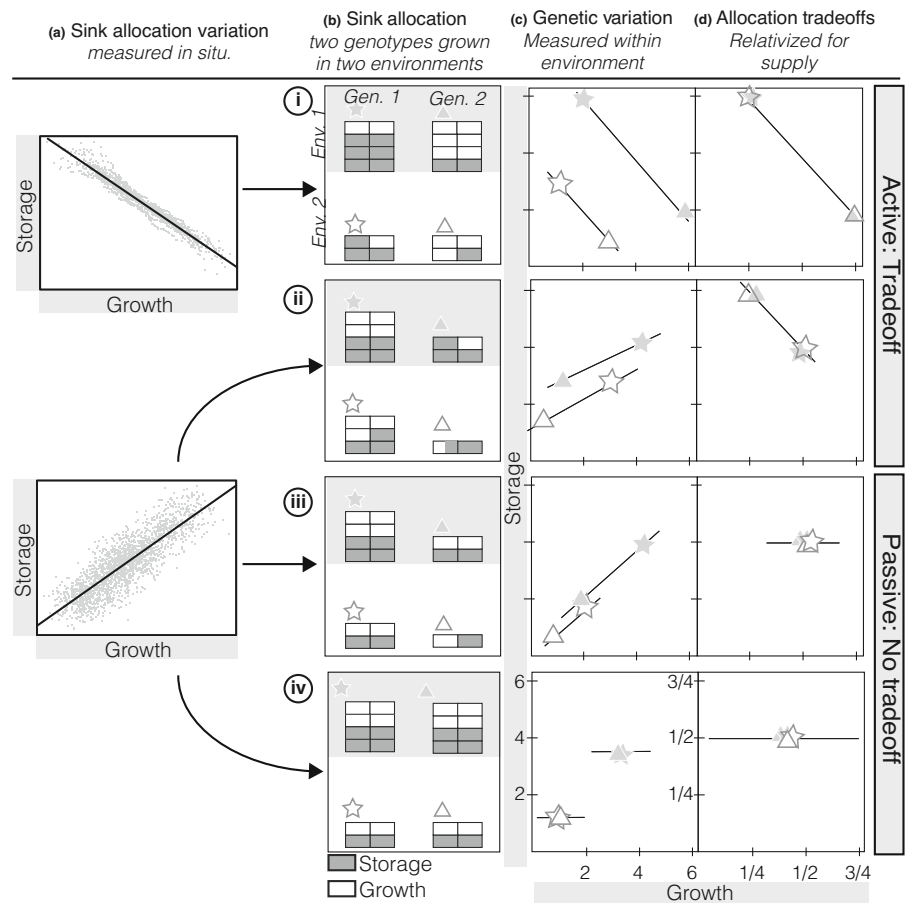 (a) Sink allocation variation
measured in situ.
(b) Sink allocation
two genotypes grown
in two environments
(c) Genetic variation
Measured within
environment
(d) Allocation tradeoffs
Relativized for
supply
i
Gen. 1
Gen. 2
Env. 1
Env. 2
Storage
Growth
ii
iii
Storage
Growth
iv
Storage
Growth
Storage
6
4
2
2
4
6
3/4
1/2
1/4
1/4
1/2
3/4
Growth
Active: Tradeoff
Passive: No tradeoff